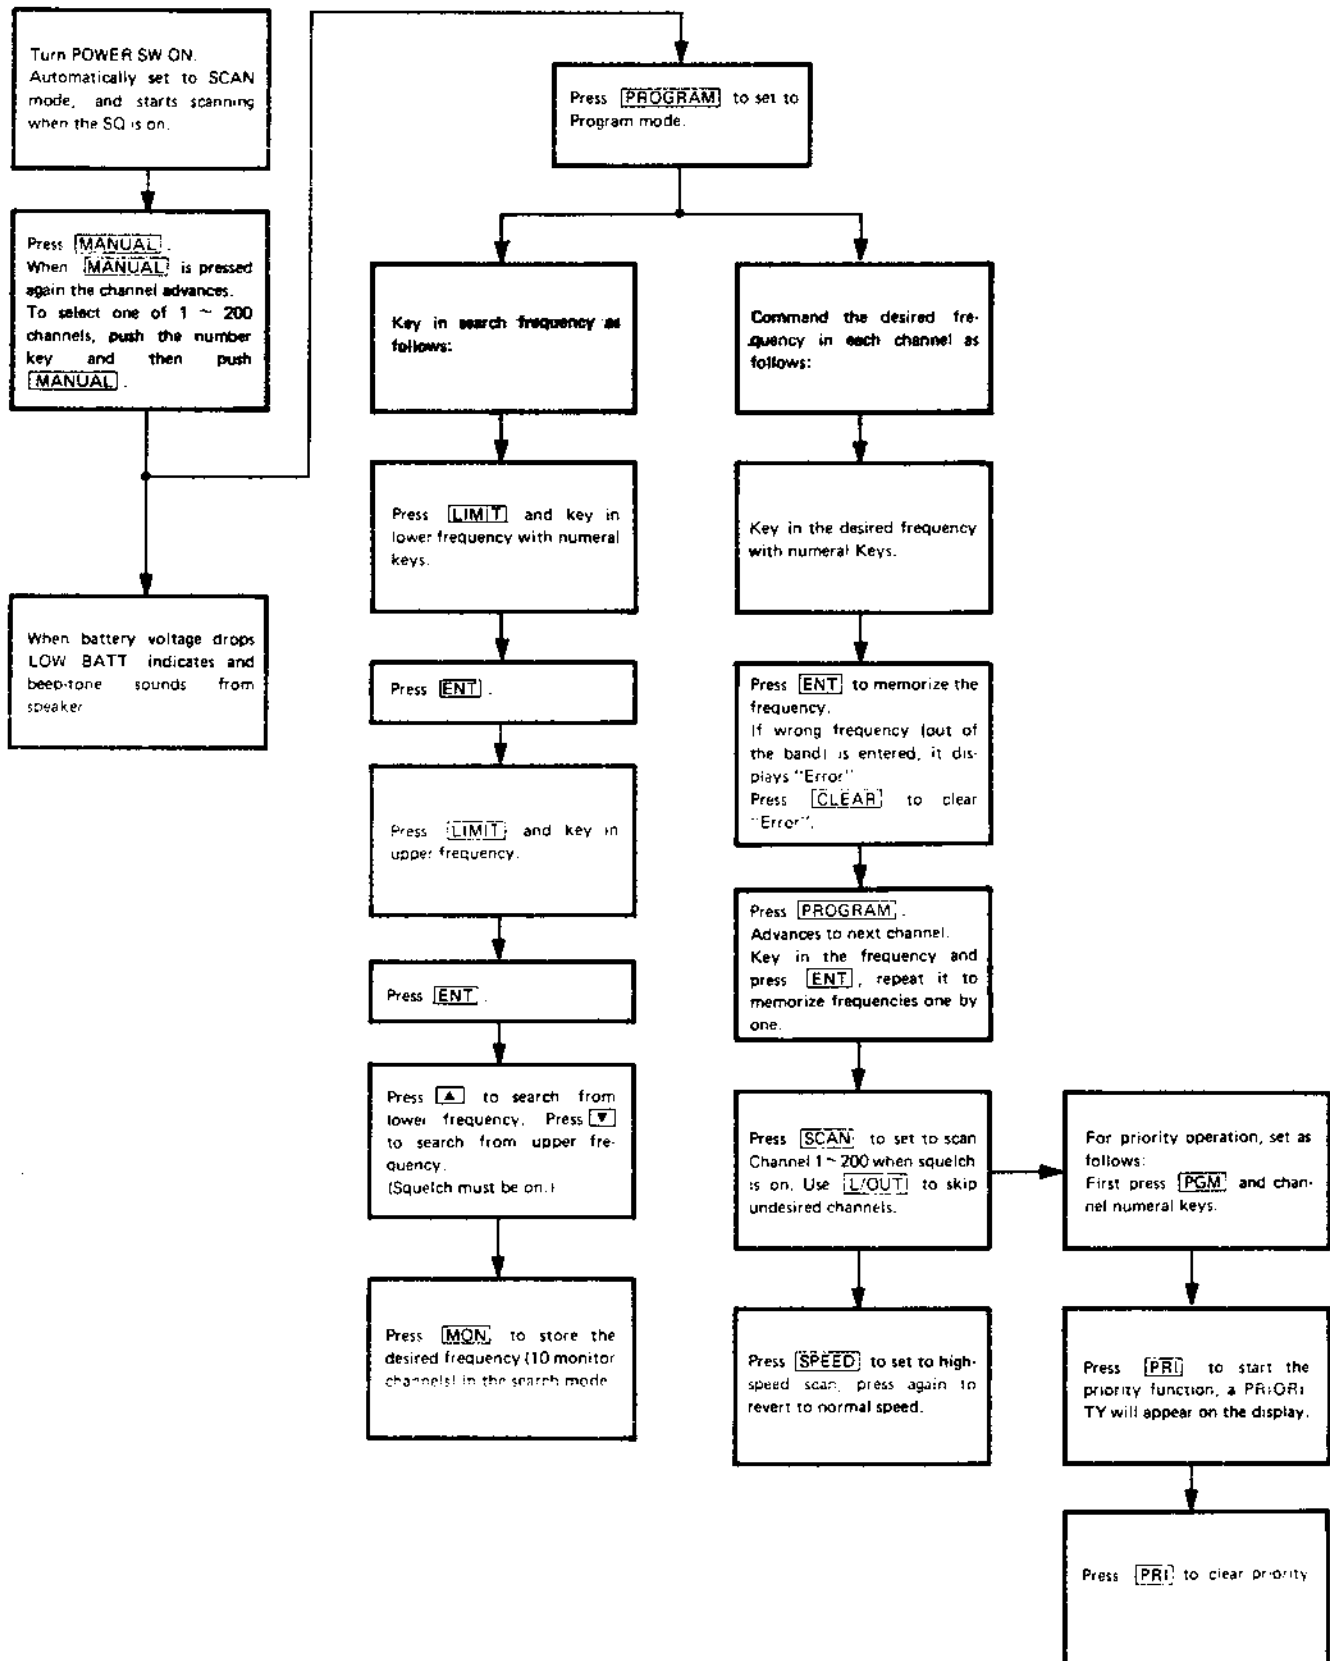 Turn POWER SW ON.
Automatically set to SCAN
mode, and starts scanning
when the SQ is on.
Press MANUAL.
When MANUAL is pressed
again the channel advances.
To select one of 1 ~ 200
channels, push the number
key and then push
MANUAL.
When battery voltage drops
LOW BATT indicates and
beep-tone sounds from
speaker
Press PROGRAM to set to
Program mode.
Key in search frequency as
follows:
Press LIMIT and key in
lower frequency with numeral
keys.
Press ENT.
Press LIMIT and key in
upper frequency.
Press ENT.
Press ▲ to search from
lower frequency. Press ▼
to search from upper fre-
quency.
(Squelch must be on.)
Press MON to store the
desired frequency (10 monitor
channels) in the search mode
Command the desired fre-
quency in each channel as
follows:
Key in the desired frequency
with numeral Keys.
Press ENT to memorize the
frequency.
If wrong frequency (out of
the band) is entered, it dis-
plays "Error"
Press CLEAR to clear
"Error".
Press PROGRAM.
Advances to next channel.
Key in the frequency and
press ENT, repeat it to
memorize frequencies one by
one.
Press SCAN to set to scan
Channel 1 ~ 200 when squelch
is on. Use L/OUT to skip
undesired channels.
Press SPEED to set to high-
speed scan, press again to
revert to normal speed.
For priority operation, set as
follows:
First press PGM and chan-
nel numeral keys.
Press PRI to start the
priority function, a PRIORI
TY will appear on the display.
Press PRI to clear priority